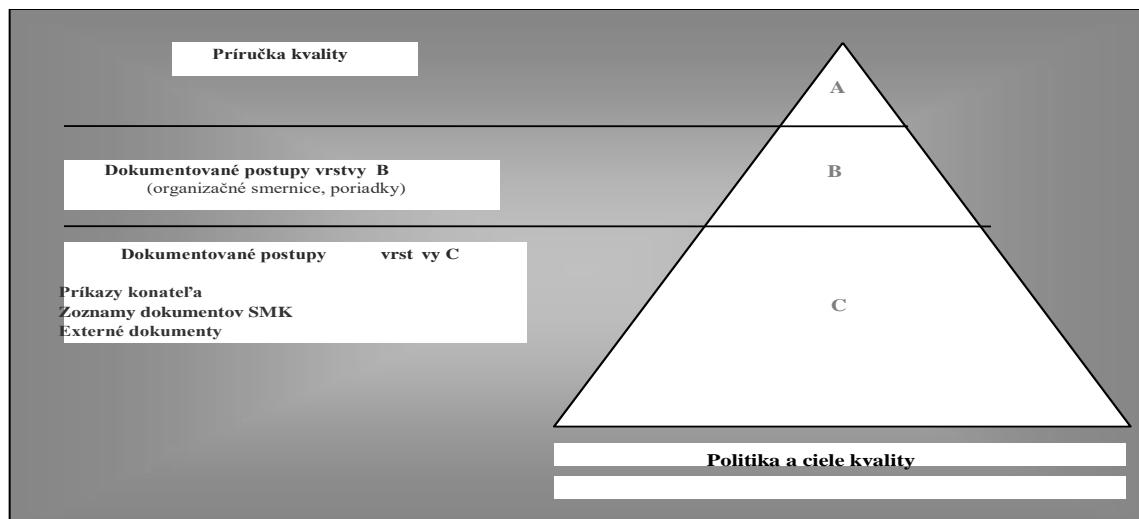 Príručka kvality
A
Dokumentované postupy vrstvy B
(organizačné smernice, poriadky)
B
Dokumentované postupy vrst vy C
Príkazy konateľa
Zoznamy dokumentov SMK
Externé dokumenty
C
Politika a ciele kvality